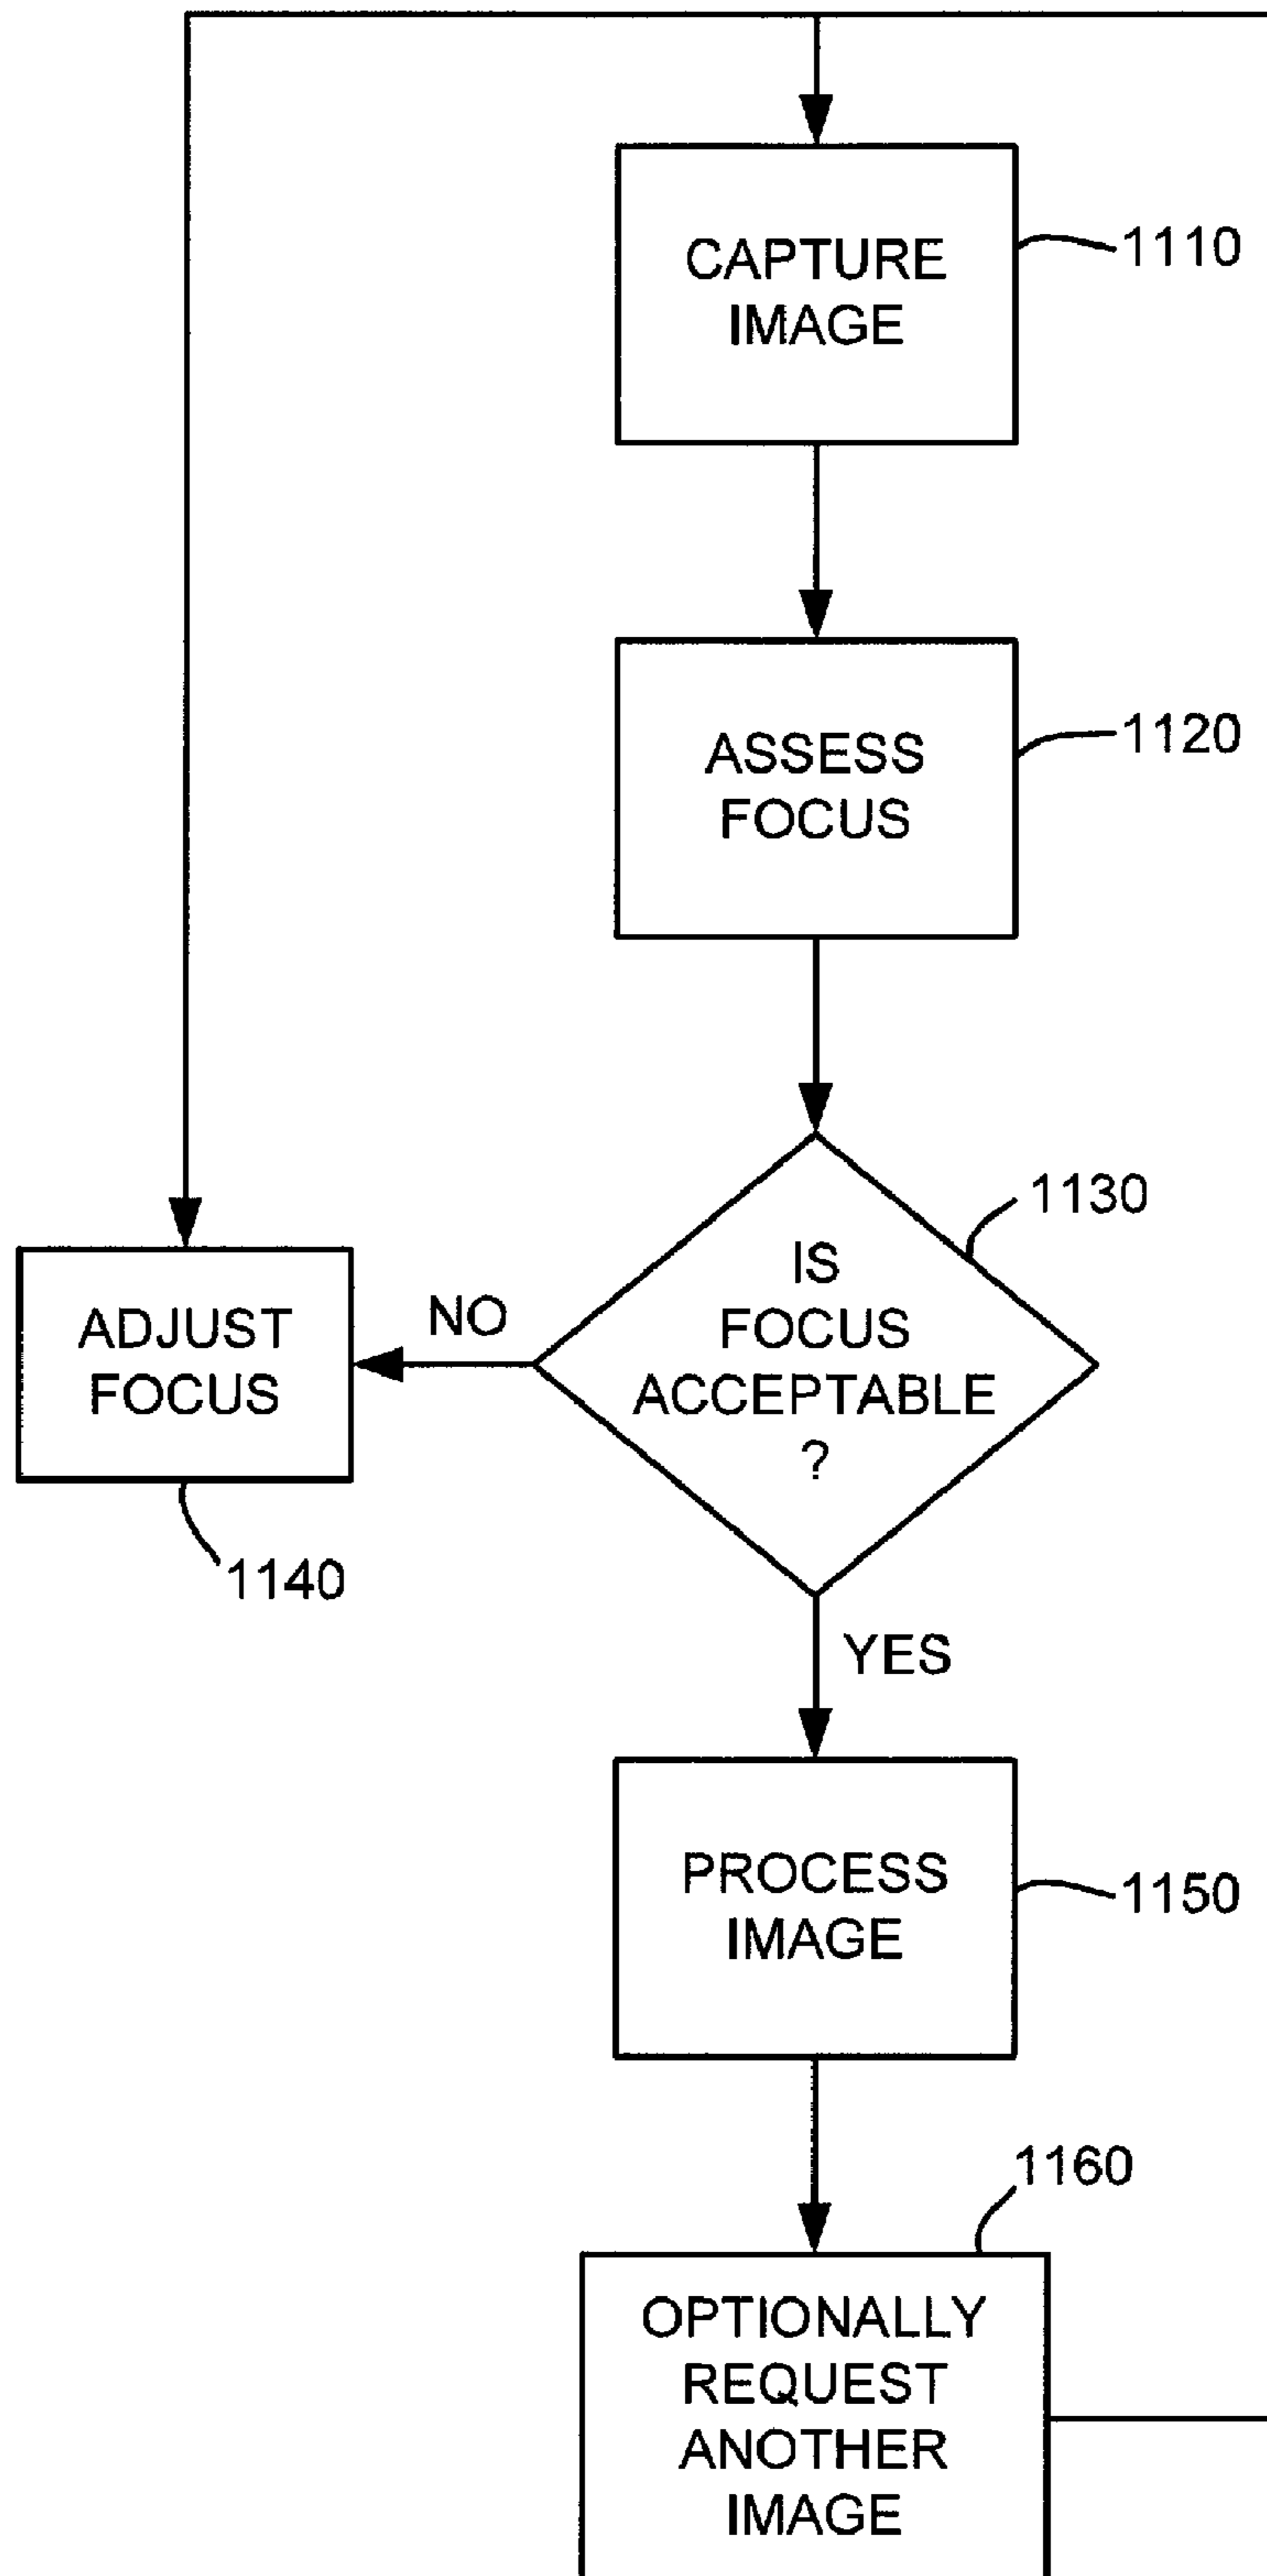 CAPTURE
IMAGE
1110
ASSESS
FOCUS
1120
1130
IS
FOCUS
ACCEPTABLE
?
NO
ADJUST
FOCUS
1140
YES
PROCESS
IMAGE
1150
1160
OPTIONALLY
REQUEST
ANOTHER
IMAGE